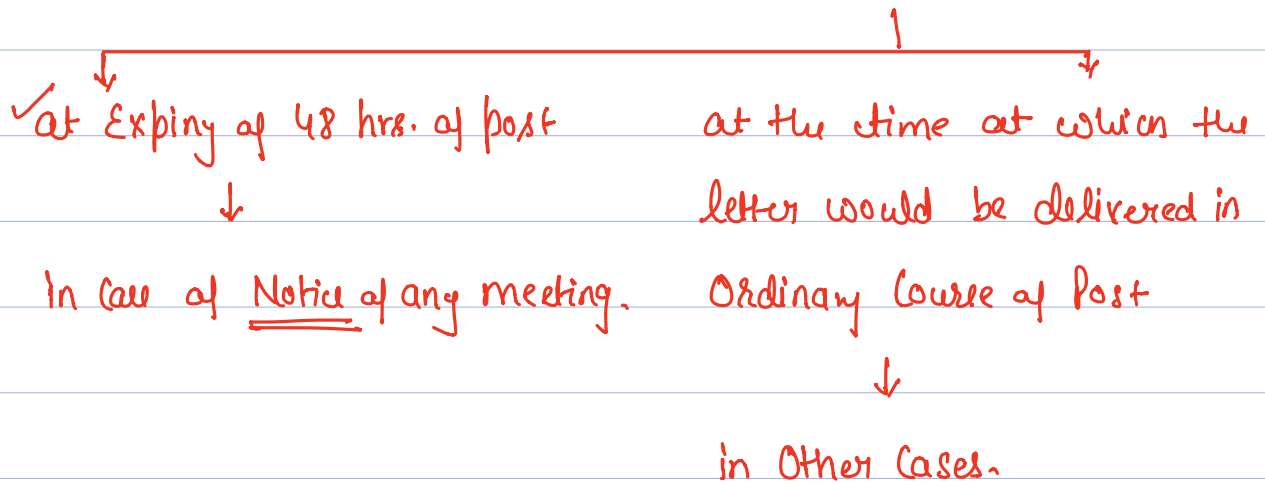 at Expiry of 48 hrs. of post
In Case of Notice of any meeting.
at the time at which the
letter would be delivered in
Ordinary Course of Post
in Other Cases.